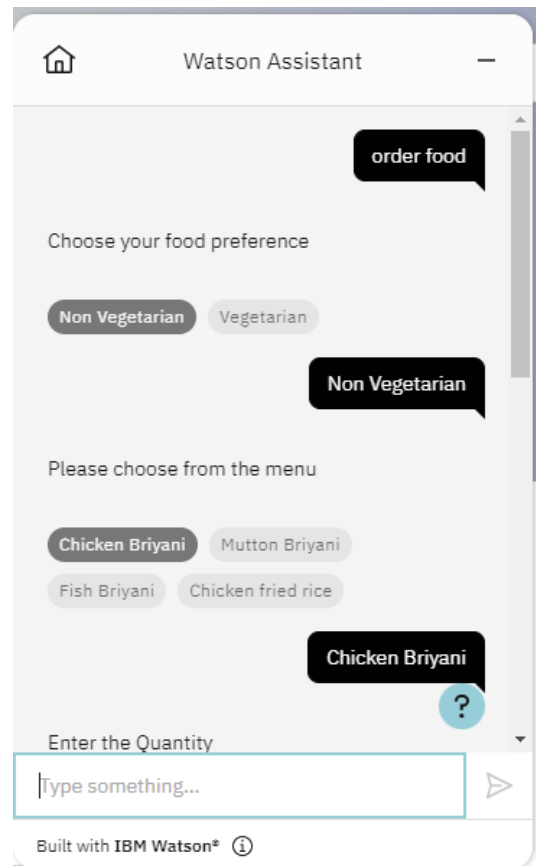 Watson Assistant
order food
Choose your food preference
Non Vegetarian Vegetarian
Non Vegetarian
Please choose from the menu
Chicken Briyani Mutton Briyani
Fish Briyani Chicken fried rice
Chicken Briyani
?
Enter the Quantity
Type something...
Built with IBM Watson®